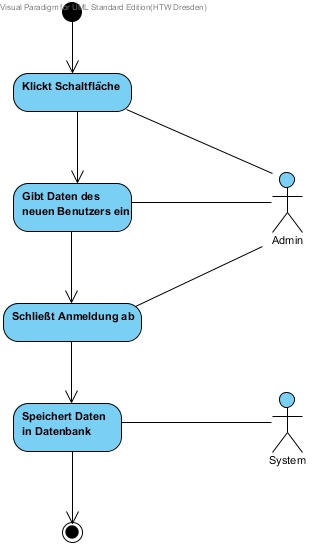 Visual Paradigm for UML Standard Edition(HTW Dresden)
Klickt Schaltfläche
Gibt Daten des
neuen Benutzers ein
Admin
Schließt Anmeldung ab
Speichert Daten
in Datenbank
System